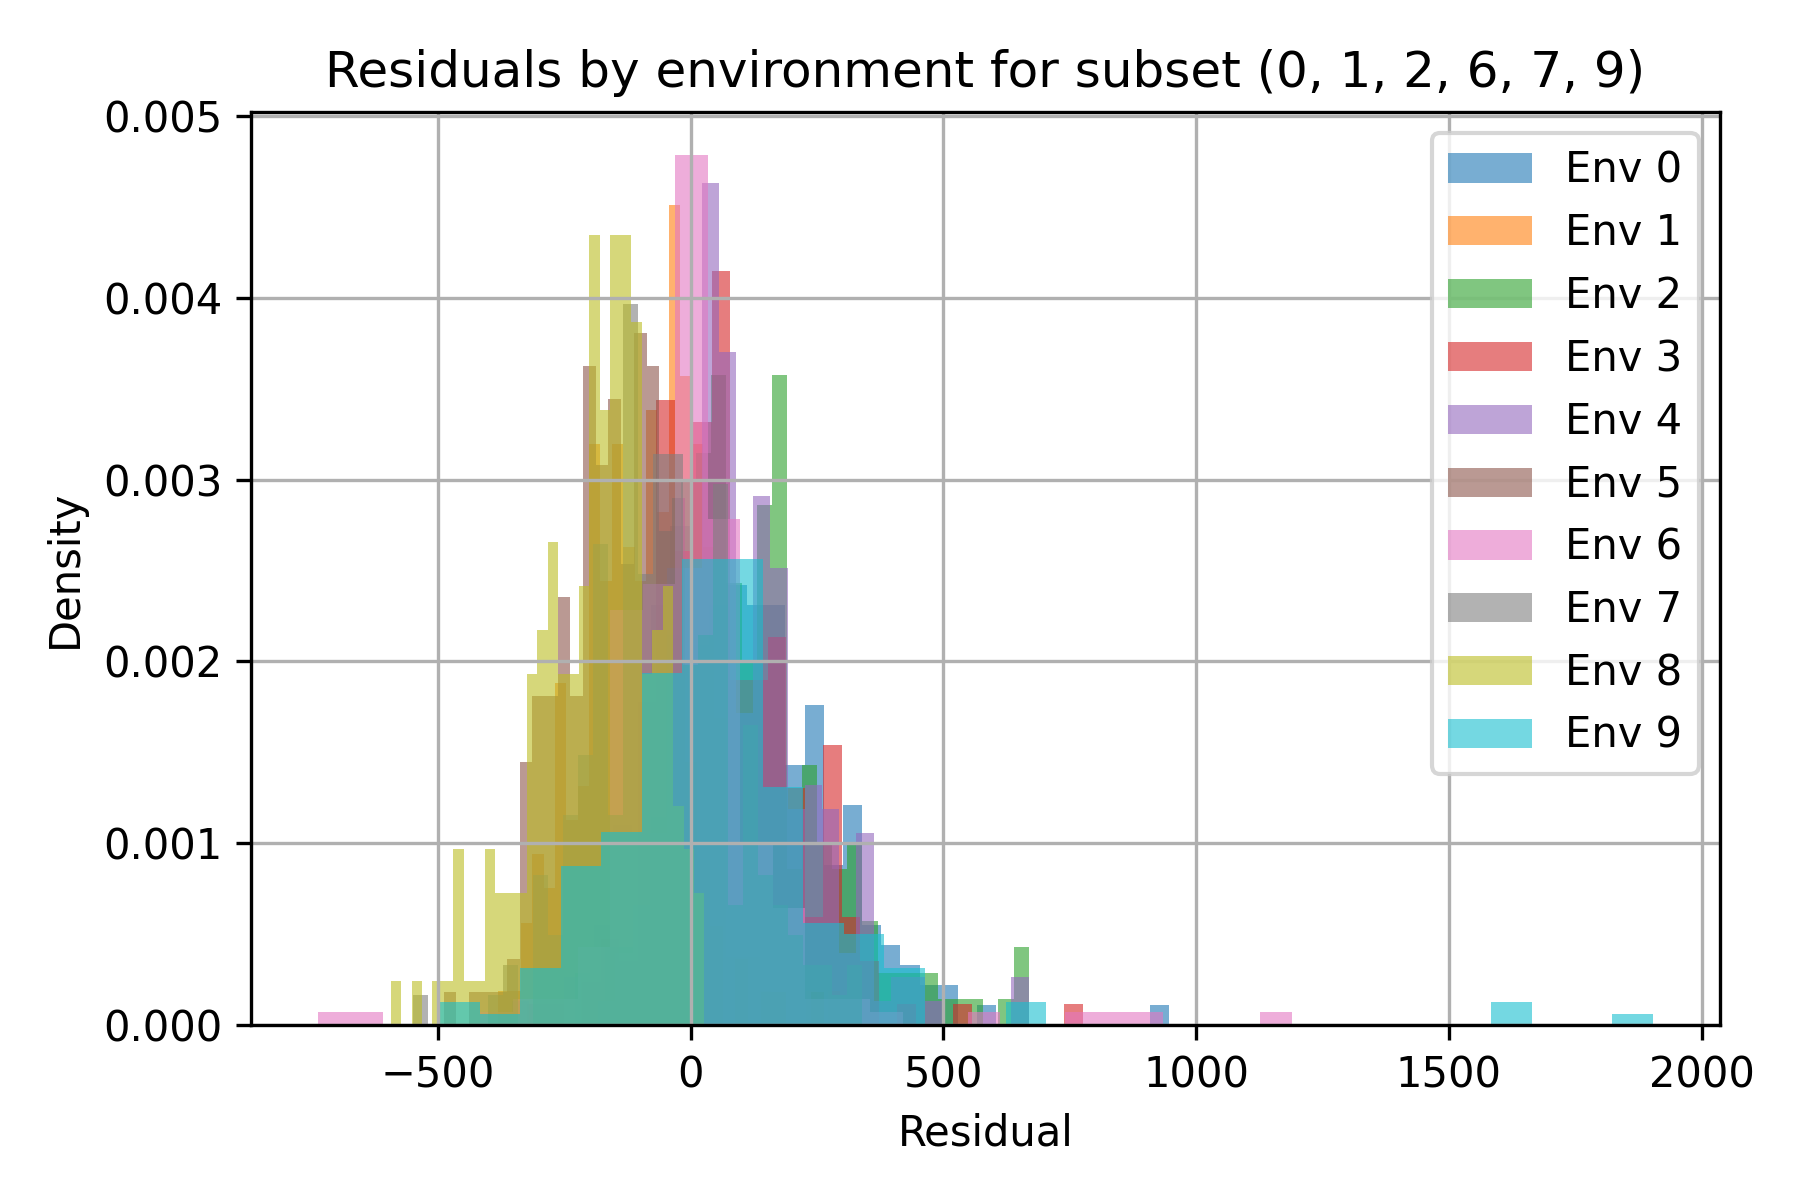 Residuals by environment for subset (0, 1, 2, 6, 7, 9)
0.005
0.004
0.003
0.002
0.001
0.000
Density
−500
0
500
1000
1500
2000
Residual
Env 0
Env 1
Env 2
Env 3
Env 4
Env 5
Env 6
Env 7
Env 8
Env 9